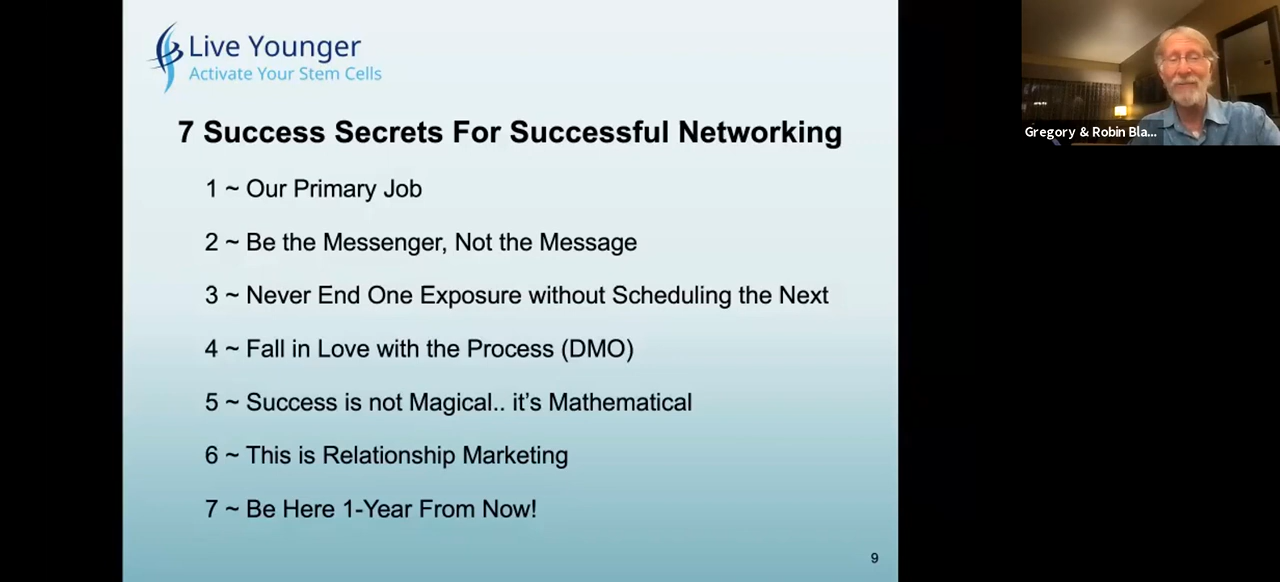 Live Younger
Activate Your Stem Cells
7 Success Secrets For Successful Networking
1 ~ Our Primary Job
2 ~ Be the Messenger, Not the Message
3 ~ Never End One Exposure without Scheduling the Next
4 ~ Fall in Love with the Process (DMO)
5 ~ Success is not Magical.. it’s Mathematical
6 ~ This is Relationship Marketing
7 ~ Be Here 1-Year From Now!
9
Gregory & Robin Bla...